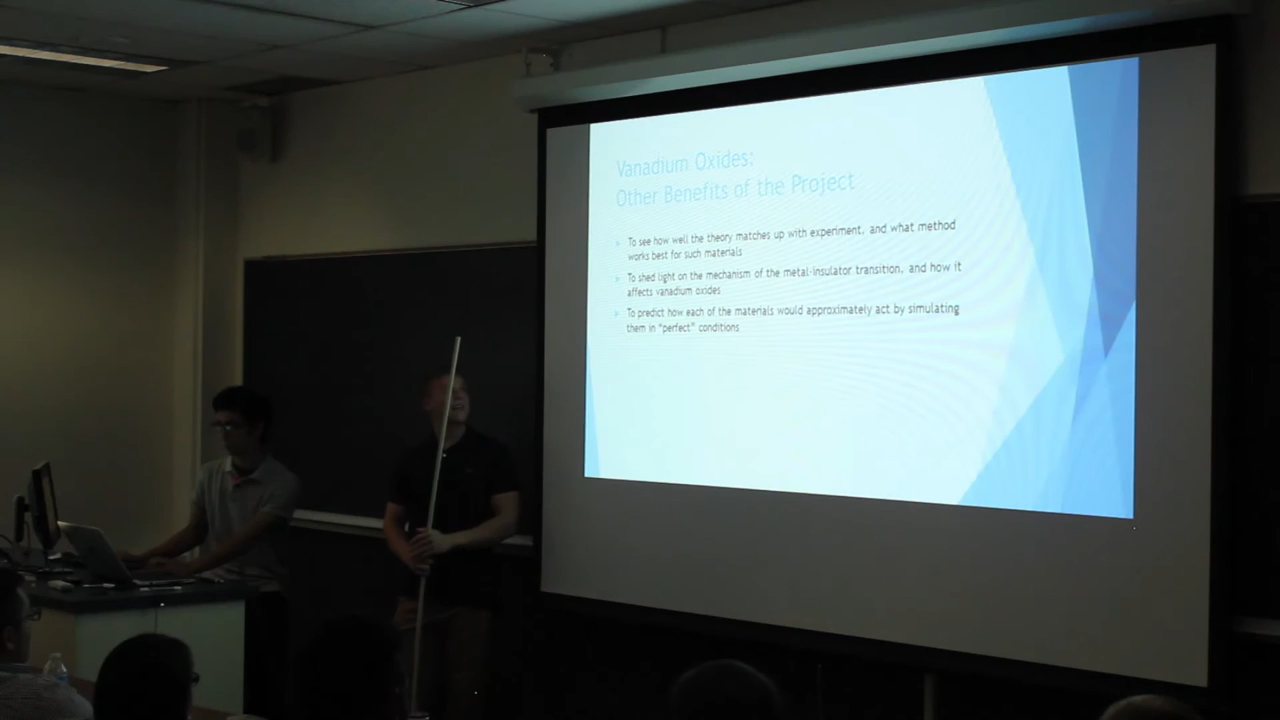 Vanadium Oxides:
Other Benefits of the Project
To see how well the theory matches up with experiment, and what method
works best for such materials
To shed light on the mechanism of the metal-insulator transition, and how it
affects vanadium oxides
To predict how each of the materials would approximately act by simulating
them in “perfect” conditions